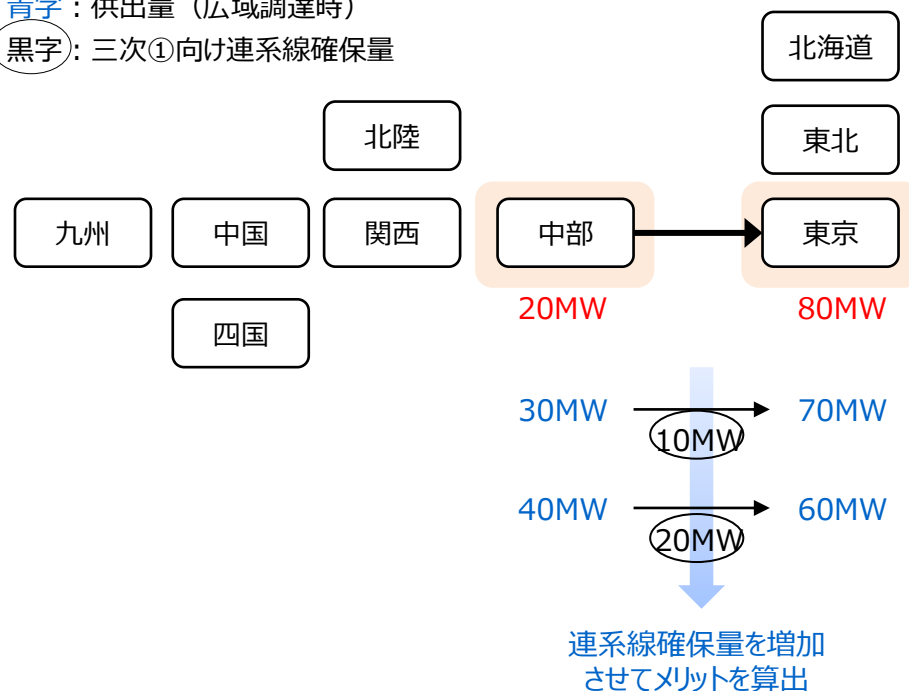 青字：供出量（広域調達時）
黒字：三次①向け連系線確保量
北海道
北陸
東北
九州
中国
関西
中部
東京
四国
20MW
80MW
30MW
10MW
70MW
40MW
20MW
60MW
連系線確保量を増加
させてメリットを算出